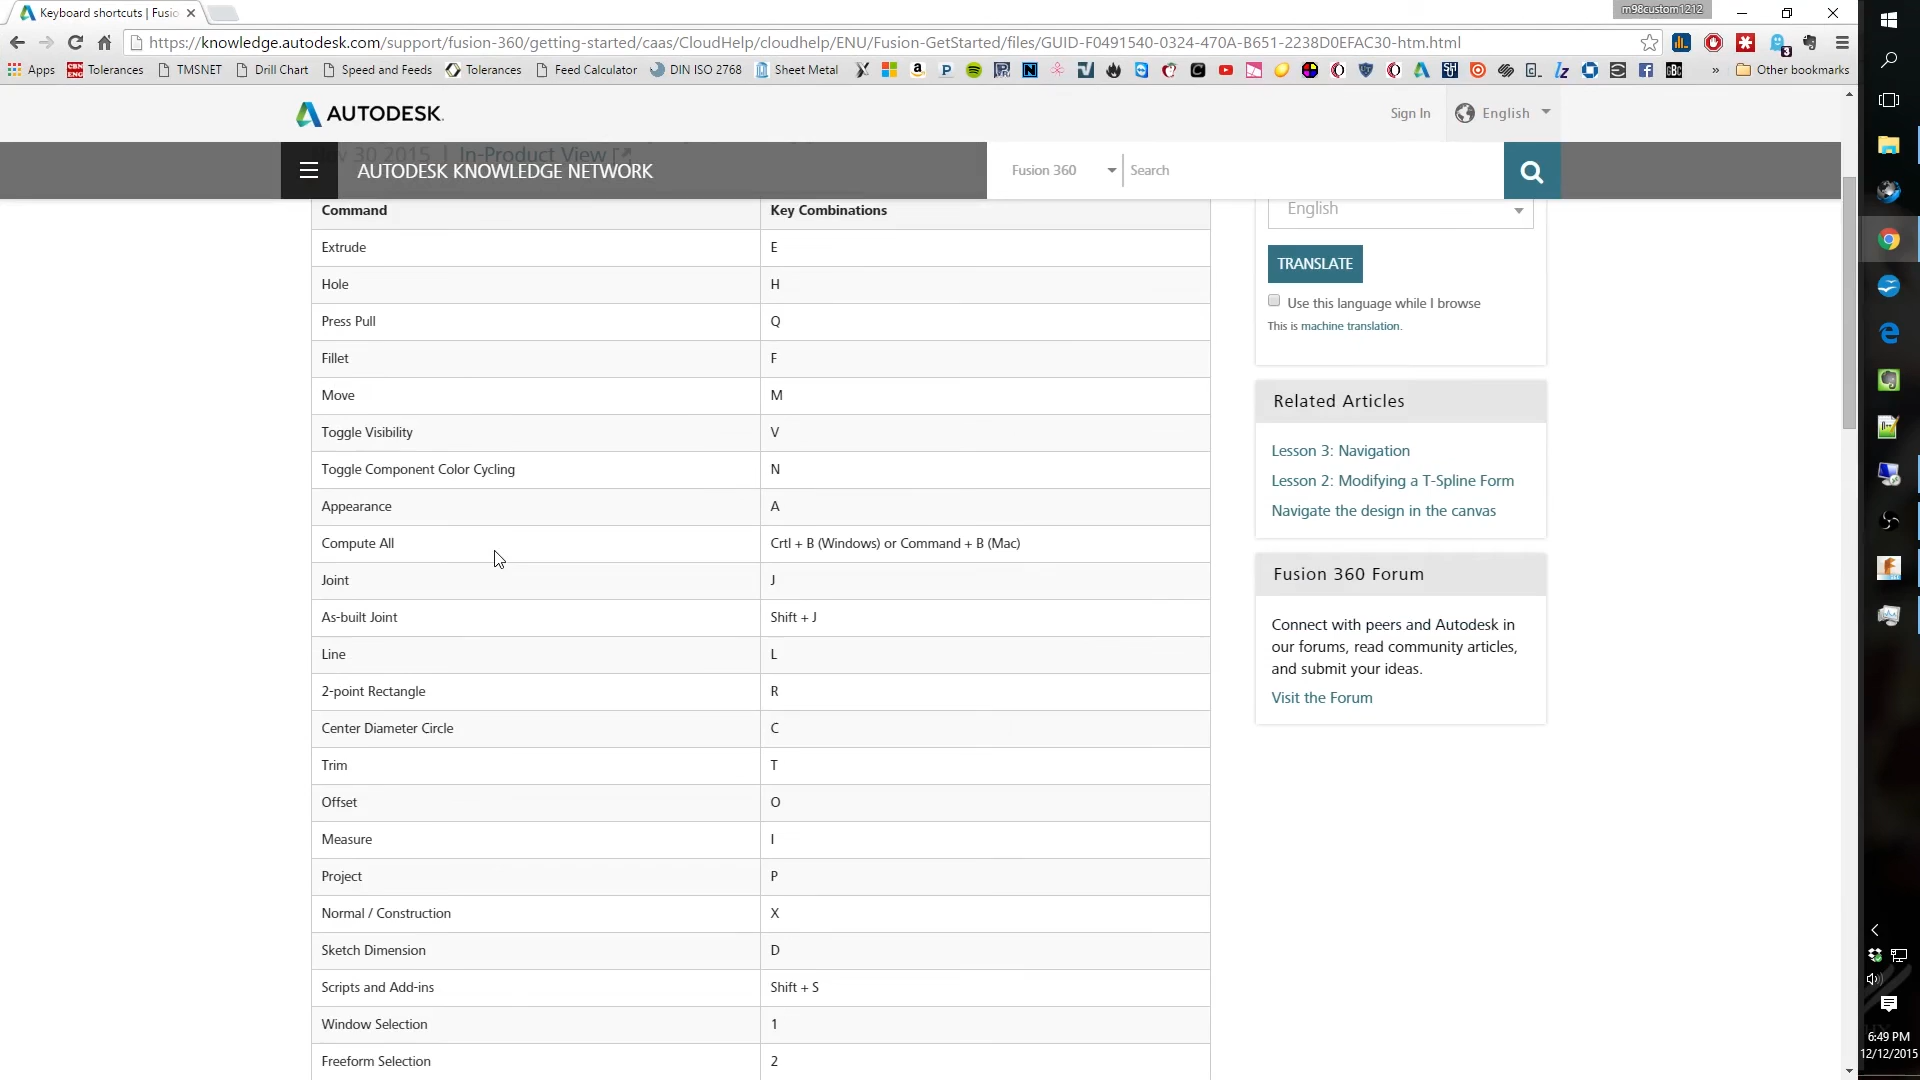 Keyboard shortcuts | Fusio
m98custom1212
https://knowledge.autodesk.com/support/fusion-360/getting-started/caas/CloudHelp/cloudhelp/ENU/Fusion-GetStarted/files/GUID-F0491540-0324-470A-B651-2238D0EFAC30-htm.html
Apps Tolerances TMSNET Drill Chart Speed and Feeds Tolerances Feed Calculator DIN ISO 2768 Sheet Metal » Other bookmarks
AUTODESK.
Sign In English
Nov 30 2015 | In-Product View
AUTODESK KNOWLEDGE NETWORK
Fusion 360 Search
Command Key Combinations
Extrude E
Hole H
Press Pull Q
Fillet F
Move M
Toggle Visibility V
Toggle Component Color Cycling N
Appearance A
Compute All Crtl + B (Windows) or Command + B (Mac)
Joint J
As-built Joint Shift + J
Line L
2-point Rectangle R
Center Diameter Circle C
Trim T
Offset O
Measure I
Project P
Normal / Construction X
Sketch Dimension D
Scripts and Add-ins Shift + S
Window Selection 1
Freeform Selection 2
English
TRANSLATE
Use this language while I browse
This is machine translation.
Related Articles
Lesson 3: Navigation
Lesson 2: Modifying a T-Spline Form
Navigate the design in the canvas
Fusion 360 Forum
Connect with peers and Autodesk in
our forums, read community articles,
and submit your ideas.
Visit the Forum
6:49 PM
12/12/2015